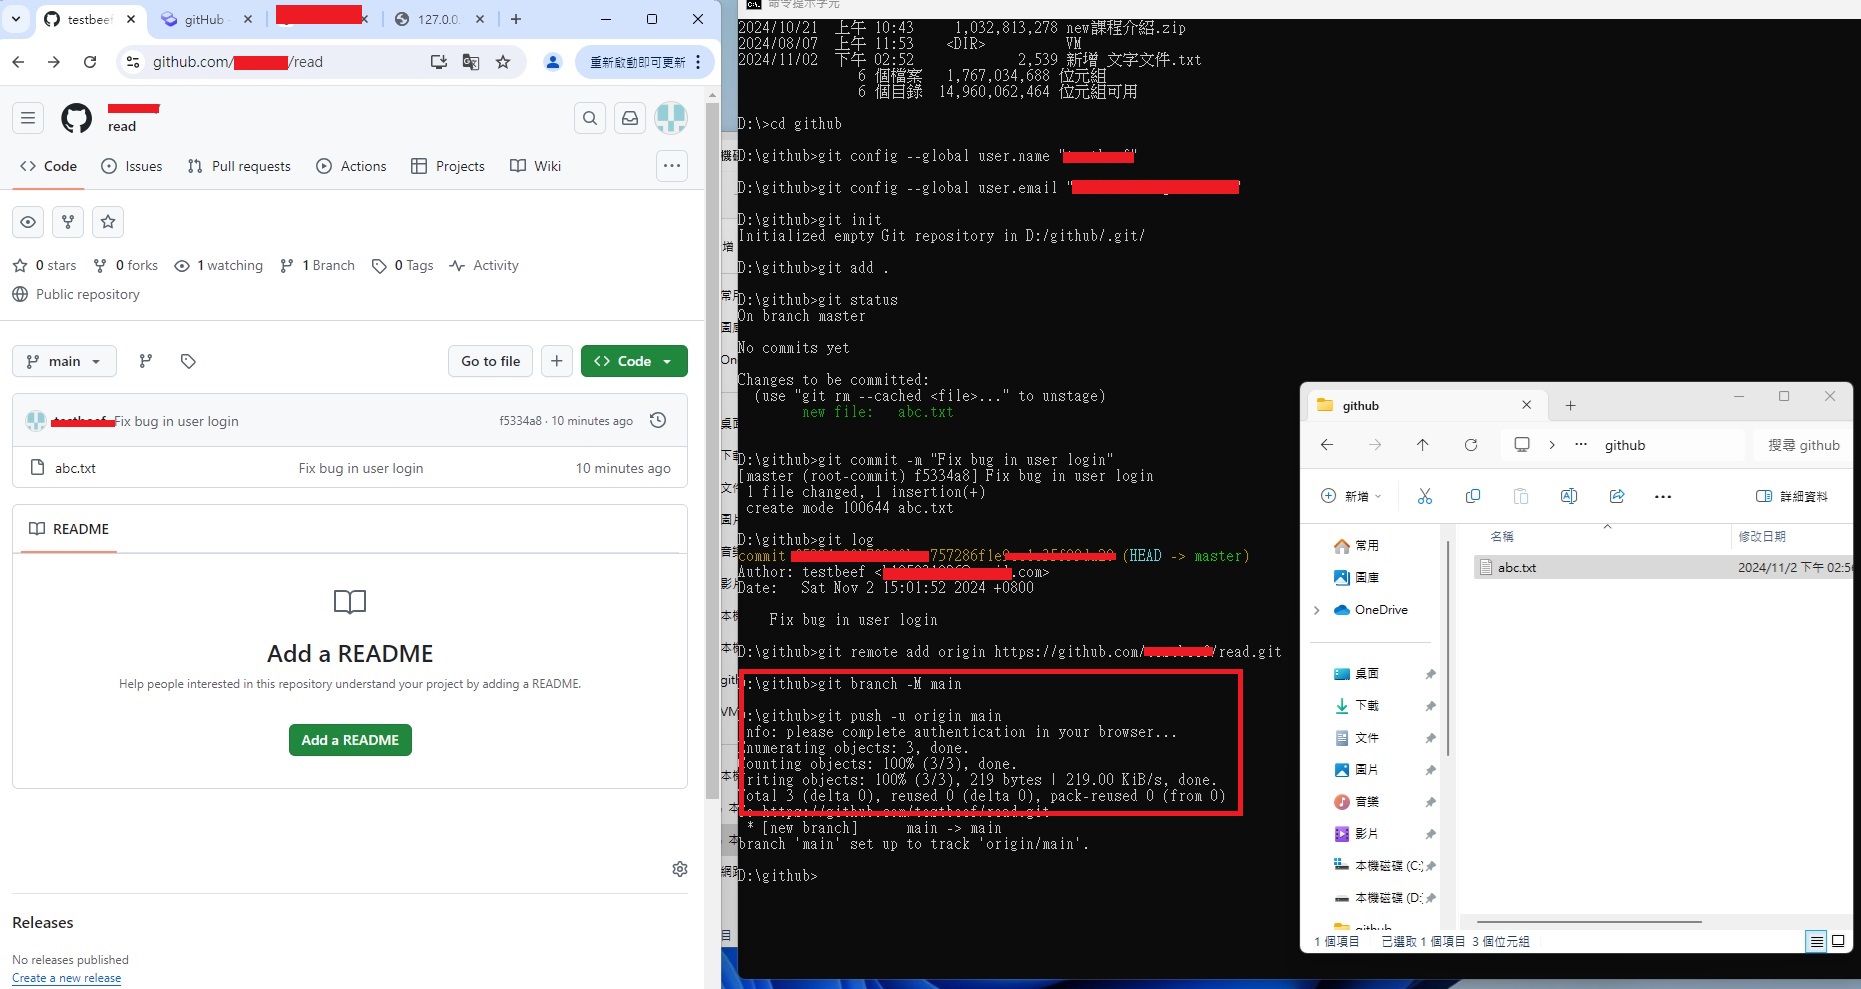 testbeef
gitHub
127.0.0
github.com/
/read
重新啟動即可更新
read
Code
Issues
Pull requests
Actions
Projects
Wiki
0 stars
0 forks
1 watching
1 Branch
0 Tags
Activity
Public repository
main
Go to file
Code
Fix bug in user login
f5334a8 · 10 minutes ago
abc.txt
Fix bug in user login
10 minutes ago
README
Add a README
Help people interested in this repository understand your project by adding a README.
Add a README
Releases
No releases published
Create a new release
命令提示字元
2024/10/21 上午 10:43 1,032,813,278 new課程介紹.zip
2024/08/07 上午 11:53 <DIR> VM
2024/11/02 下午 02:52 2,539 新增 文字文件.txt
6 個檔案 1,767,034,688 位元組
6 個目錄 14,960,062,464 位元組可用
D:\>cd github
D:\github>git config --global user.name "
"
D:\github>git config --global user.email "
D:\github>git init
Initialized empty Git repository in D:/github/.git/
D:\github>git add .
D:\github>git status
On branch master
No commits yet
Changes to be committed:
(use "git rm --cached <file>..." to unstage)
new file: abc.txt
D:\github>git commit -m "Fix bug in user login"
[master (root-commit) f5334a8] Fix bug in user login
1 file changed, 1 insertion(+)
create mode 100644 abc.txt
D:\github>git log
commit
757286f1e9
(HEAD -> master)
Author: testbeef <
.com>
Date: Sat Nov 2 15:01:52 2024 +0800
Fix bug in user login
D:\github>git remote add origin https://github.com/
/read.git
:\github>git branch -M main
:\github>git push -u origin main
nfo: please complete authentication in your browser...
numerating objects: 3, done.
ounting objects: 100% (3/3), done.
riting objects: 100% (3/3), 219 bytes | 219.00 KiB/s, done.
otal 3 (delta 0), reused 0 (delta 0), pack-reused 0 (from 0)
https://github.com/testbeef/read.git
* [new branch] main -> main
branch 'main' set up to track 'origin/main'.
D:\github>
github
github
搜尋 github
新增
詳細資料
名稱
修改日期
常用
圖庫
OneDrive
桌面
下載
文件
圖片
音樂
影片
本機磁碟 (C:)
本機磁碟 (D:)
github
abc.txt
2024/11/2 下午 02:56
1 個項目
已選取 1 個項目 3 個位元組